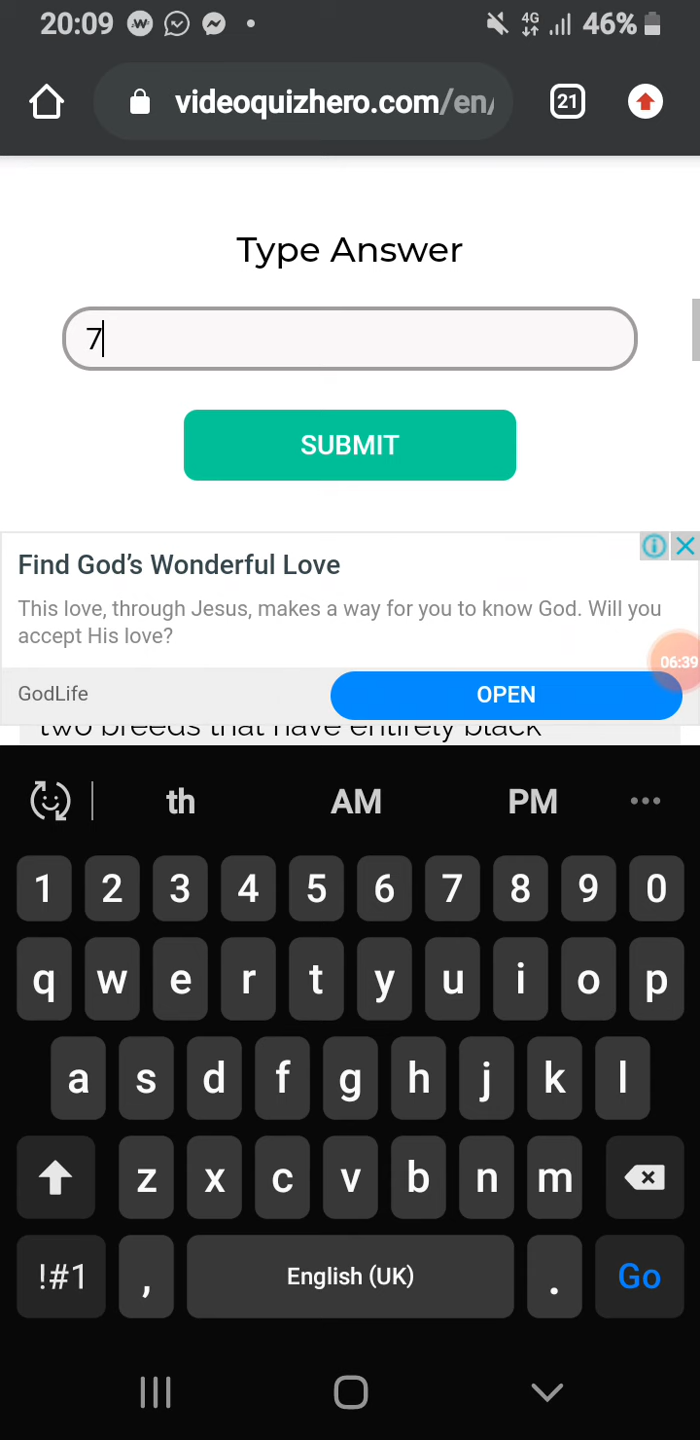 20:09 4G 46%
videoquizhero.com/en/ 21
Type Answer
7
SUBMIT
Find God's Wonderful Love
This love, through Jesus, makes a way for you to know God. Will you
accept His love?
06:39
GodLife OPEN
two breeds that have entirely black
th AM PM
1 2 3 4 5 6 7 8 9 0
q w e r t y u i o p
a s d f g h j k l
z x c v b n m
!#1 , English (UK) . Go